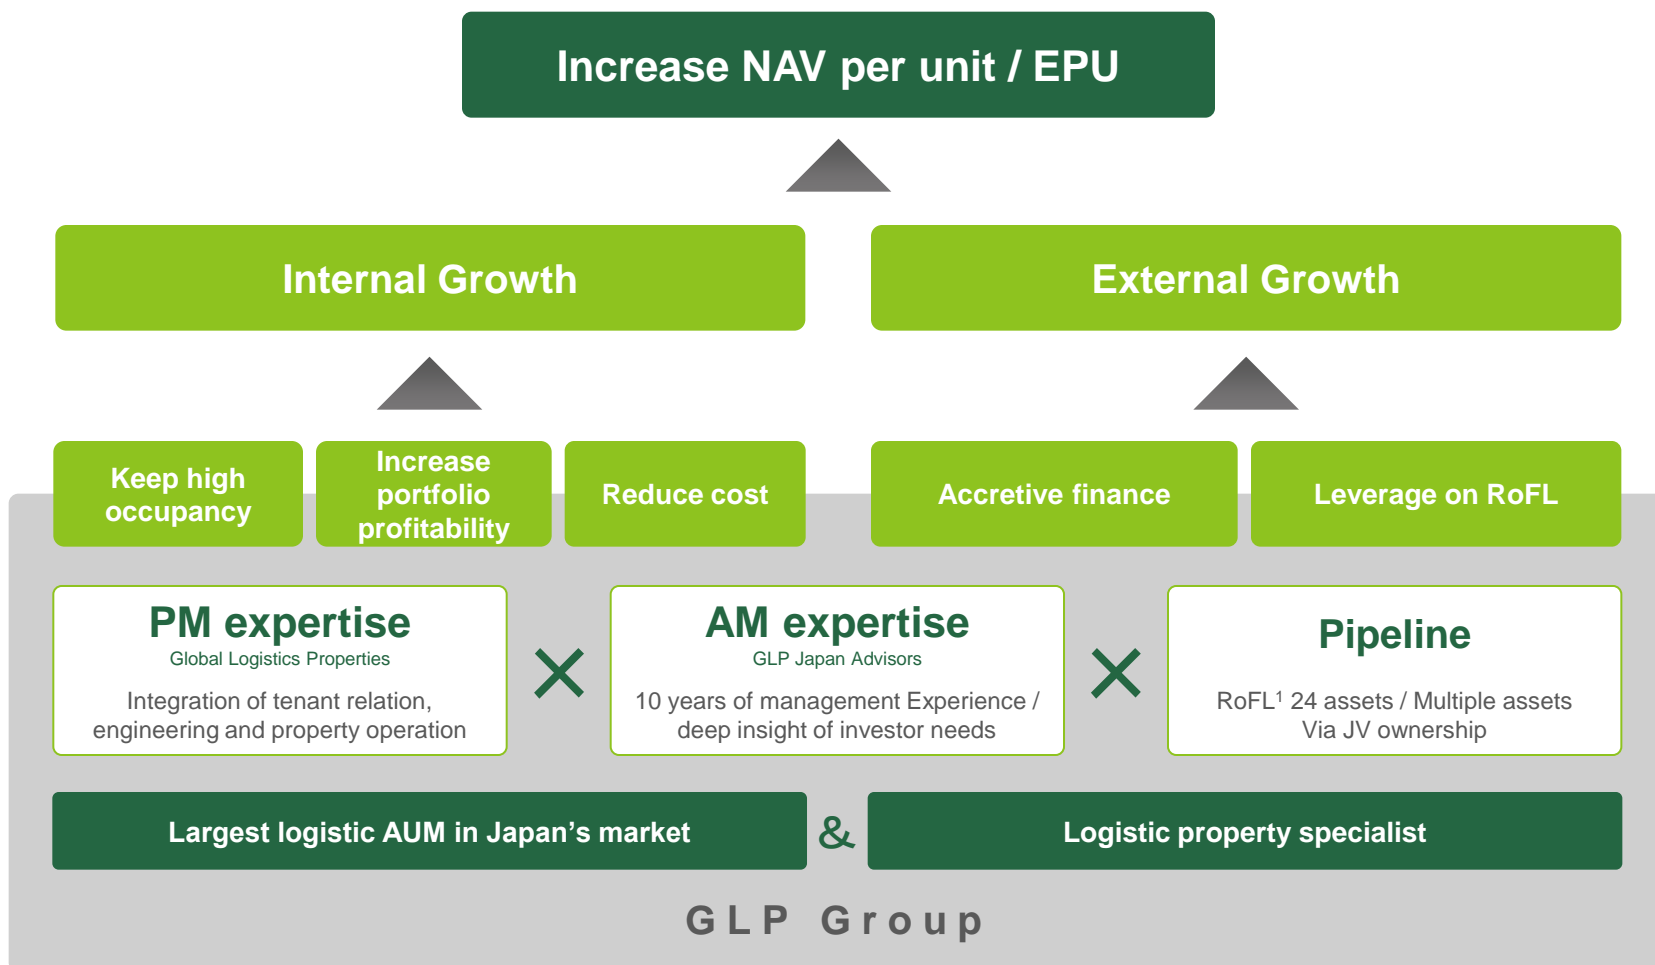 Increase NAV per unit / EPU
Internal Growth
External Growth
Keep high
occupancy
Increase
portfolio
profitability
Reduce cost
Accretive finance
Leverage on RoFL
PM expertise
Global Logistics Properties
Integration of tenant relation,
engineering and property operation
×
AM expertise
GLP Japan Advisors
10 years of management Experience /
deep insight of investor needs
×
Pipeline
RoFL¹ 24 assets / Multiple assets
Via JV ownership
Largest logistic AUM in Japan’s market
&
Logistic property specialist
GLP Group